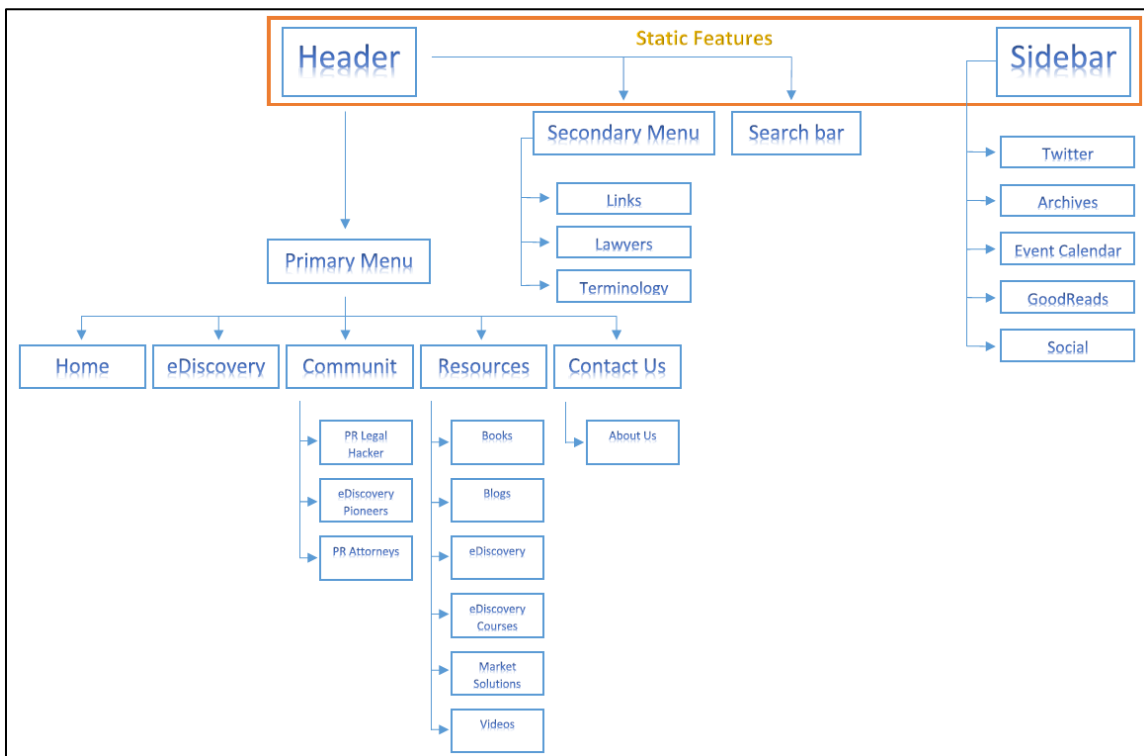 Header
Static Features
Sidebar
Secondary Menu
Search bar
Twitter
Links
Archives
Lawyers
Primary Menu
Event Calendar
Terminology
GoodReads
Home
eDiscovery
Communit
Resources
Contact Us
Social
PR Legal
Hacker
Books
About Us
eDiscovery
Pioneers
Blogs
PR Attorneys
eDiscovery
eDiscovery
Courses
Market
Solutions
Videos